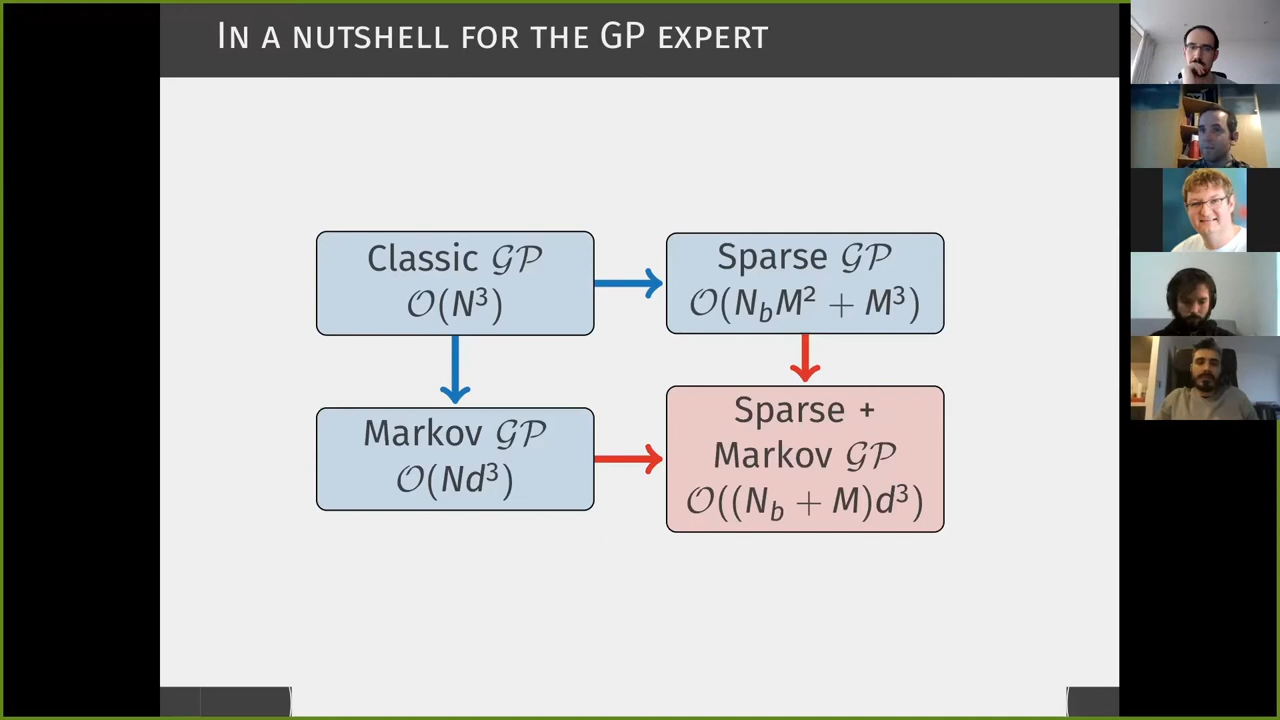 IN A NUTSHELL FOR THE GP EXPERT
Classic 𝒢𝒫
𝒪(N³)
Sparse 𝒢𝒫
𝒪(N_bM² + M³)
Markov 𝒢𝒫
𝒪(Nd³)
Sparse +
Markov 𝒢𝒫
𝒪((N_b + M)d³)